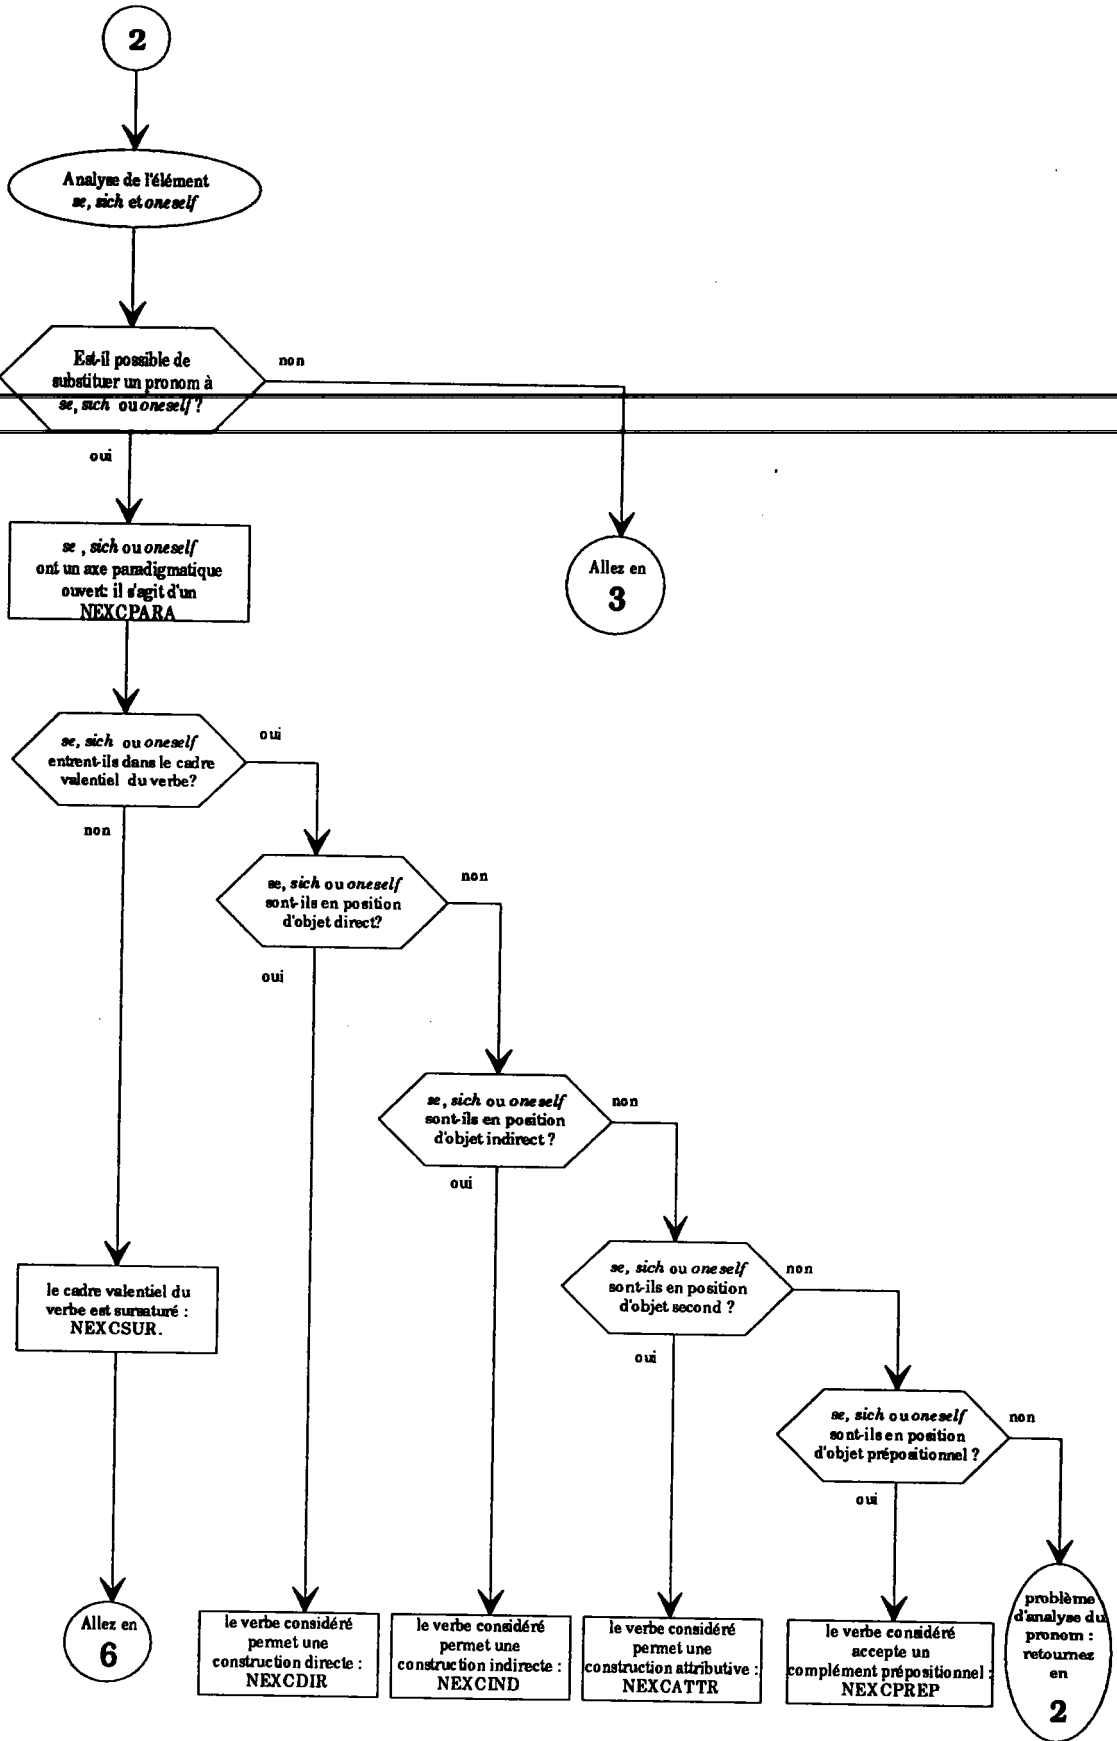 2
Analyse de l'élément
se, sich et oneself
Est-il possible de
substituer un pronom à
se, sich ou oneself ?
non
oui
se , sich ou oneself
ont un axe paradigmatique
ouvert: il s'agit d'un
NEXCPARA
Allez en
3
se, sich ou oneself
entrent-ils dans le cadre
valentiel du verbe?
oui
non
se, sich ou oneself
sont-ils en position
d'objet direct?
non
oui
se, sich ou oneself
sont-ils en position
d'objet indirect ?
non
oui
se, sich ou oneself
sont-ils en position
d'objet second ?
non
oui
le cadre valentiel du
verbe est sursaturé :
NEXCSUR.
se, sich ou oneself
sont-ils en position
d'objet prépositionnel ?
non
oui
Allez en
6
le verbe considéré
permet une
construction directe :
NEXCDIR
le verbe considéré
permet une
construction indirecte :
NEXCIND
le verbe considéré
permet une
construction attributive :
NEXCATTR
le verbe considéré
accepte un
complément prépositionnel :
NEXCPREP
problème
d'analyse du
pronom :
retournez
en
2